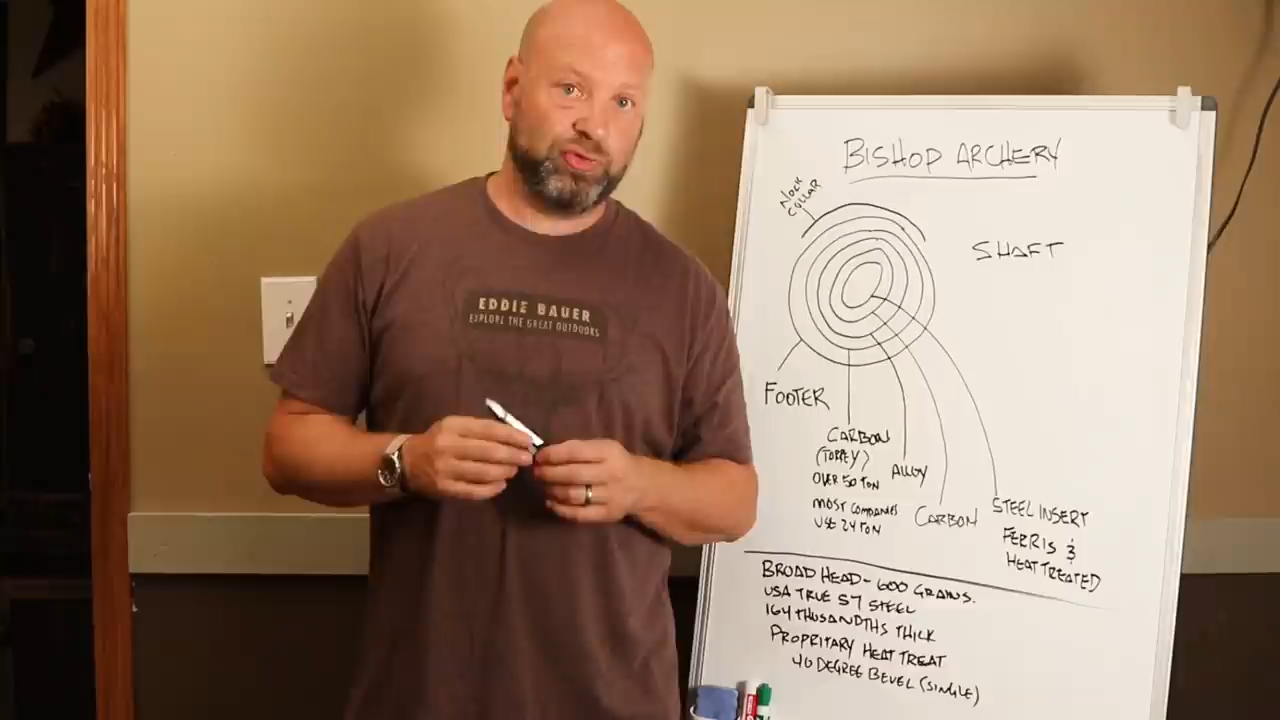 EDDIE BAUER
EXPLORE THE GREAT OUTDOORS
BISHOP ARCHERY
NOCK
COLLAR
SHAFT
FOOTER
CARBON
(TORREY)
OVER 50 TON
MOST COMPANIES
USE 24 TON
ALLOY
CARBON
STEEL INSERT
FERRIS &
HEAT TREATED
BROAD HEAD - 600 GRAINS.
USA TRUE S7 STEEL
164 THUSANDTHS THICK
PROPRITARY HEAT TREAT
40 DEGREE BEVEL (SINGLE)